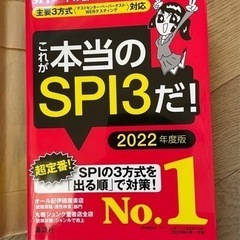 主要3方式
(テストセンター・ペーパーテスト・WEBテスティング)
対応
これが
本当の
SPI3だ!
2022年度版
超定番!
「SPIの3方式を
「出る順」で対策!
No.1
オール紀伊國屋書店
丸善ジュンク堂書店全店
講談社